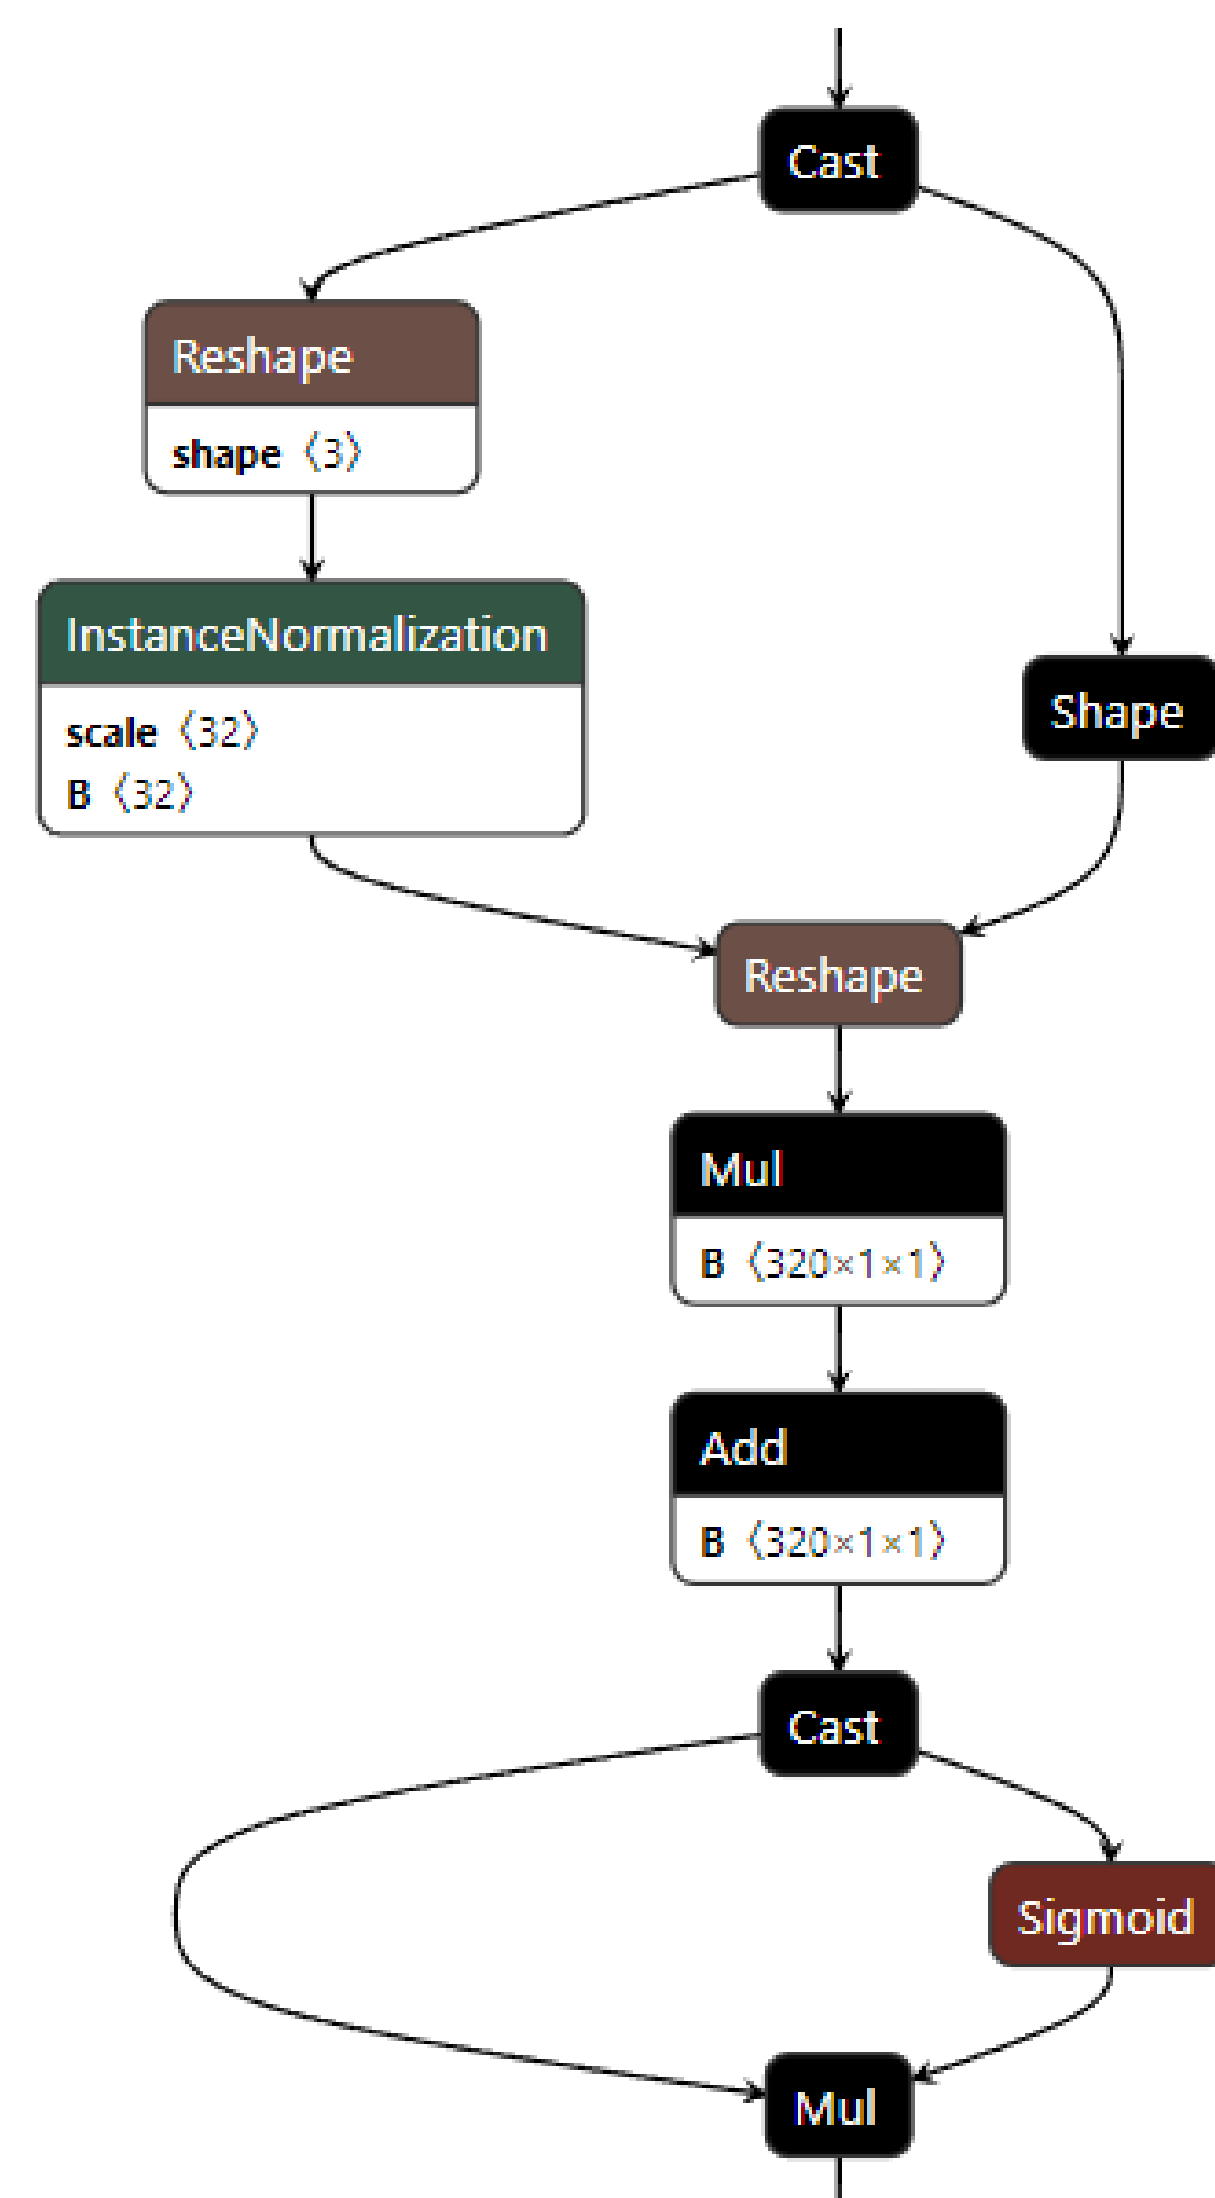 Cast
Reshape
shape 〈3〉
InstanceNormalization
scale 〈32〉
B 〈32〉
Shape
Reshape
Mul
B 〈320×1×1〉
Add
B 〈320×1×1〉
Cast
Sigmoid
Mul